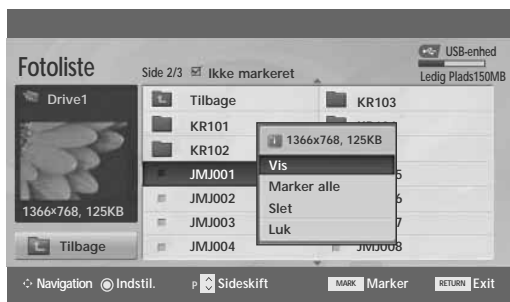 USB-enhed
Fotoliste
Side 2/3 Ikke markeret
Ledig Plads150MB
Drive1
1366x768, 125KB
Tilbage
Tilbage
KR101
KR102
JMJ001
JMJ002
JMJ003
JMJ004
KR103
JMJ008
1366x768, 125KB
Vis
Marker alle
Slet
Luk
Navigation Indstil. P Sideskift MARK Marker RETURN Exit